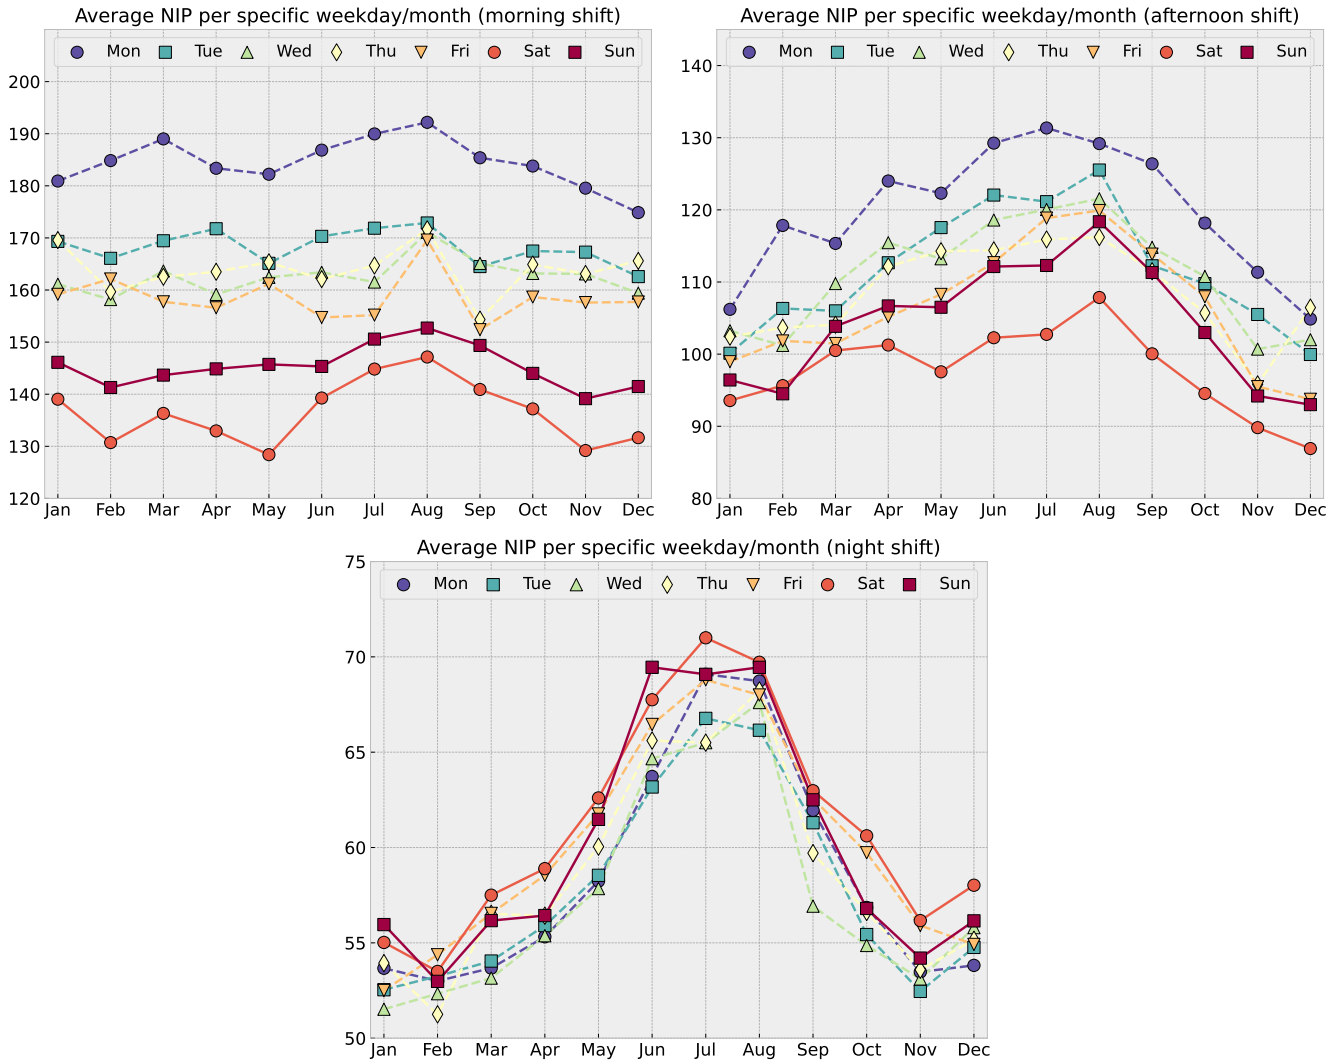 Average NIP per specific weekday/month (morning shift)
Mon Tue Wed Thu Fri Sat Sun
200
190
180
170
160
150
140
130
120
Jan Feb Mar Apr May Jun Jul Aug Sep Oct Nov Dec
Average NIP per specific weekday/month (afternoon shift)
Mon Tue Wed Thu Fri Sat Sun
140
130
120
110
100
90
80
Jan Feb Mar Apr May Jun Jul Aug Sep Oct Nov Dec
Average NIP per specific weekday/month (night shift)
75
Mon Tue Wed Thu Fri Sat Sun
70
65
60
55
50
Jan Feb Mar Apr May Jun Jul Aug Sep Oct Nov Dec